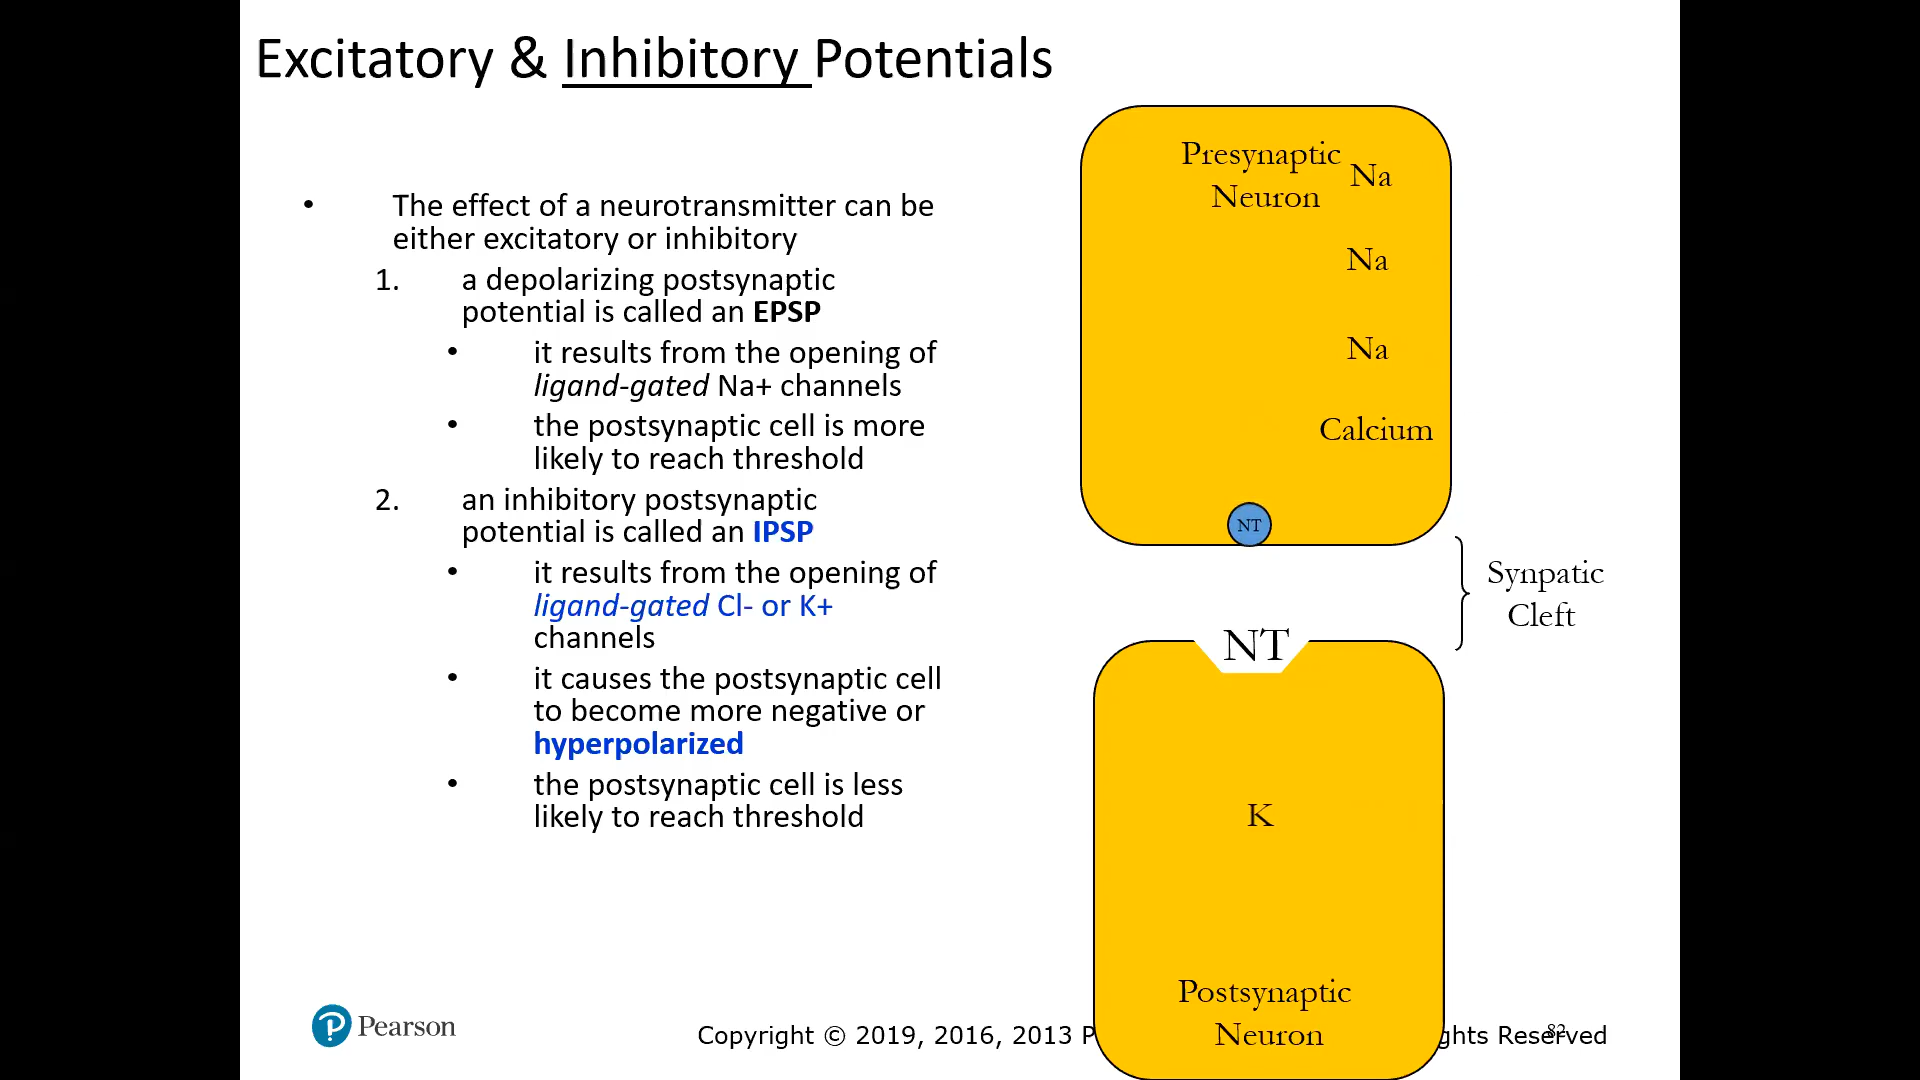 Excitatory & Inhibitory Potentials
• The effect of a neurotransmitter can be
either excitatory or inhibitory
1. a depolarizing postsynaptic
potential is called an EPSP
• it results from the opening of
ligand-gated Na+ channels
• the postsynaptic cell is more
likely to reach threshold
2. an inhibitory postsynaptic
potential is called an IPSP
• it results from the opening of
ligand-gated Cl- or K+
channels
• it causes the postsynaptic cell
to become more negative or
hyperpolarized
• the postsynaptic cell is less
likely to reach threshold
Presynaptic
Neuron
Na
Na
Na
Calcium
NT
Synpatic
Cleft
NT
K
Postsynaptic
Neuron
Pearson
Copyright © 2019, 2016, 2013 P
ghts Reserved
82